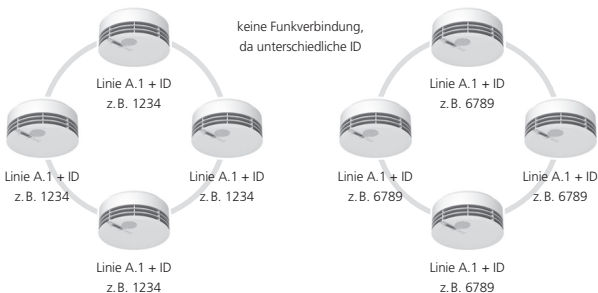 keine Funkverbindung,
da unterschiedliche ID
Linie A.1 + ID
z. B. 1234
Linie A.1 + ID
z. B. 6789
Linie A.1 + ID
z. B. 1234
Linie A.1 + ID
z. B. 1234
Linie A.1 + ID
z. B. 6789
Linie A.1 + ID
z. B. 6789
Linie A.1 + ID
z. B. 1234
Linie A.1 + ID
z. B. 6789